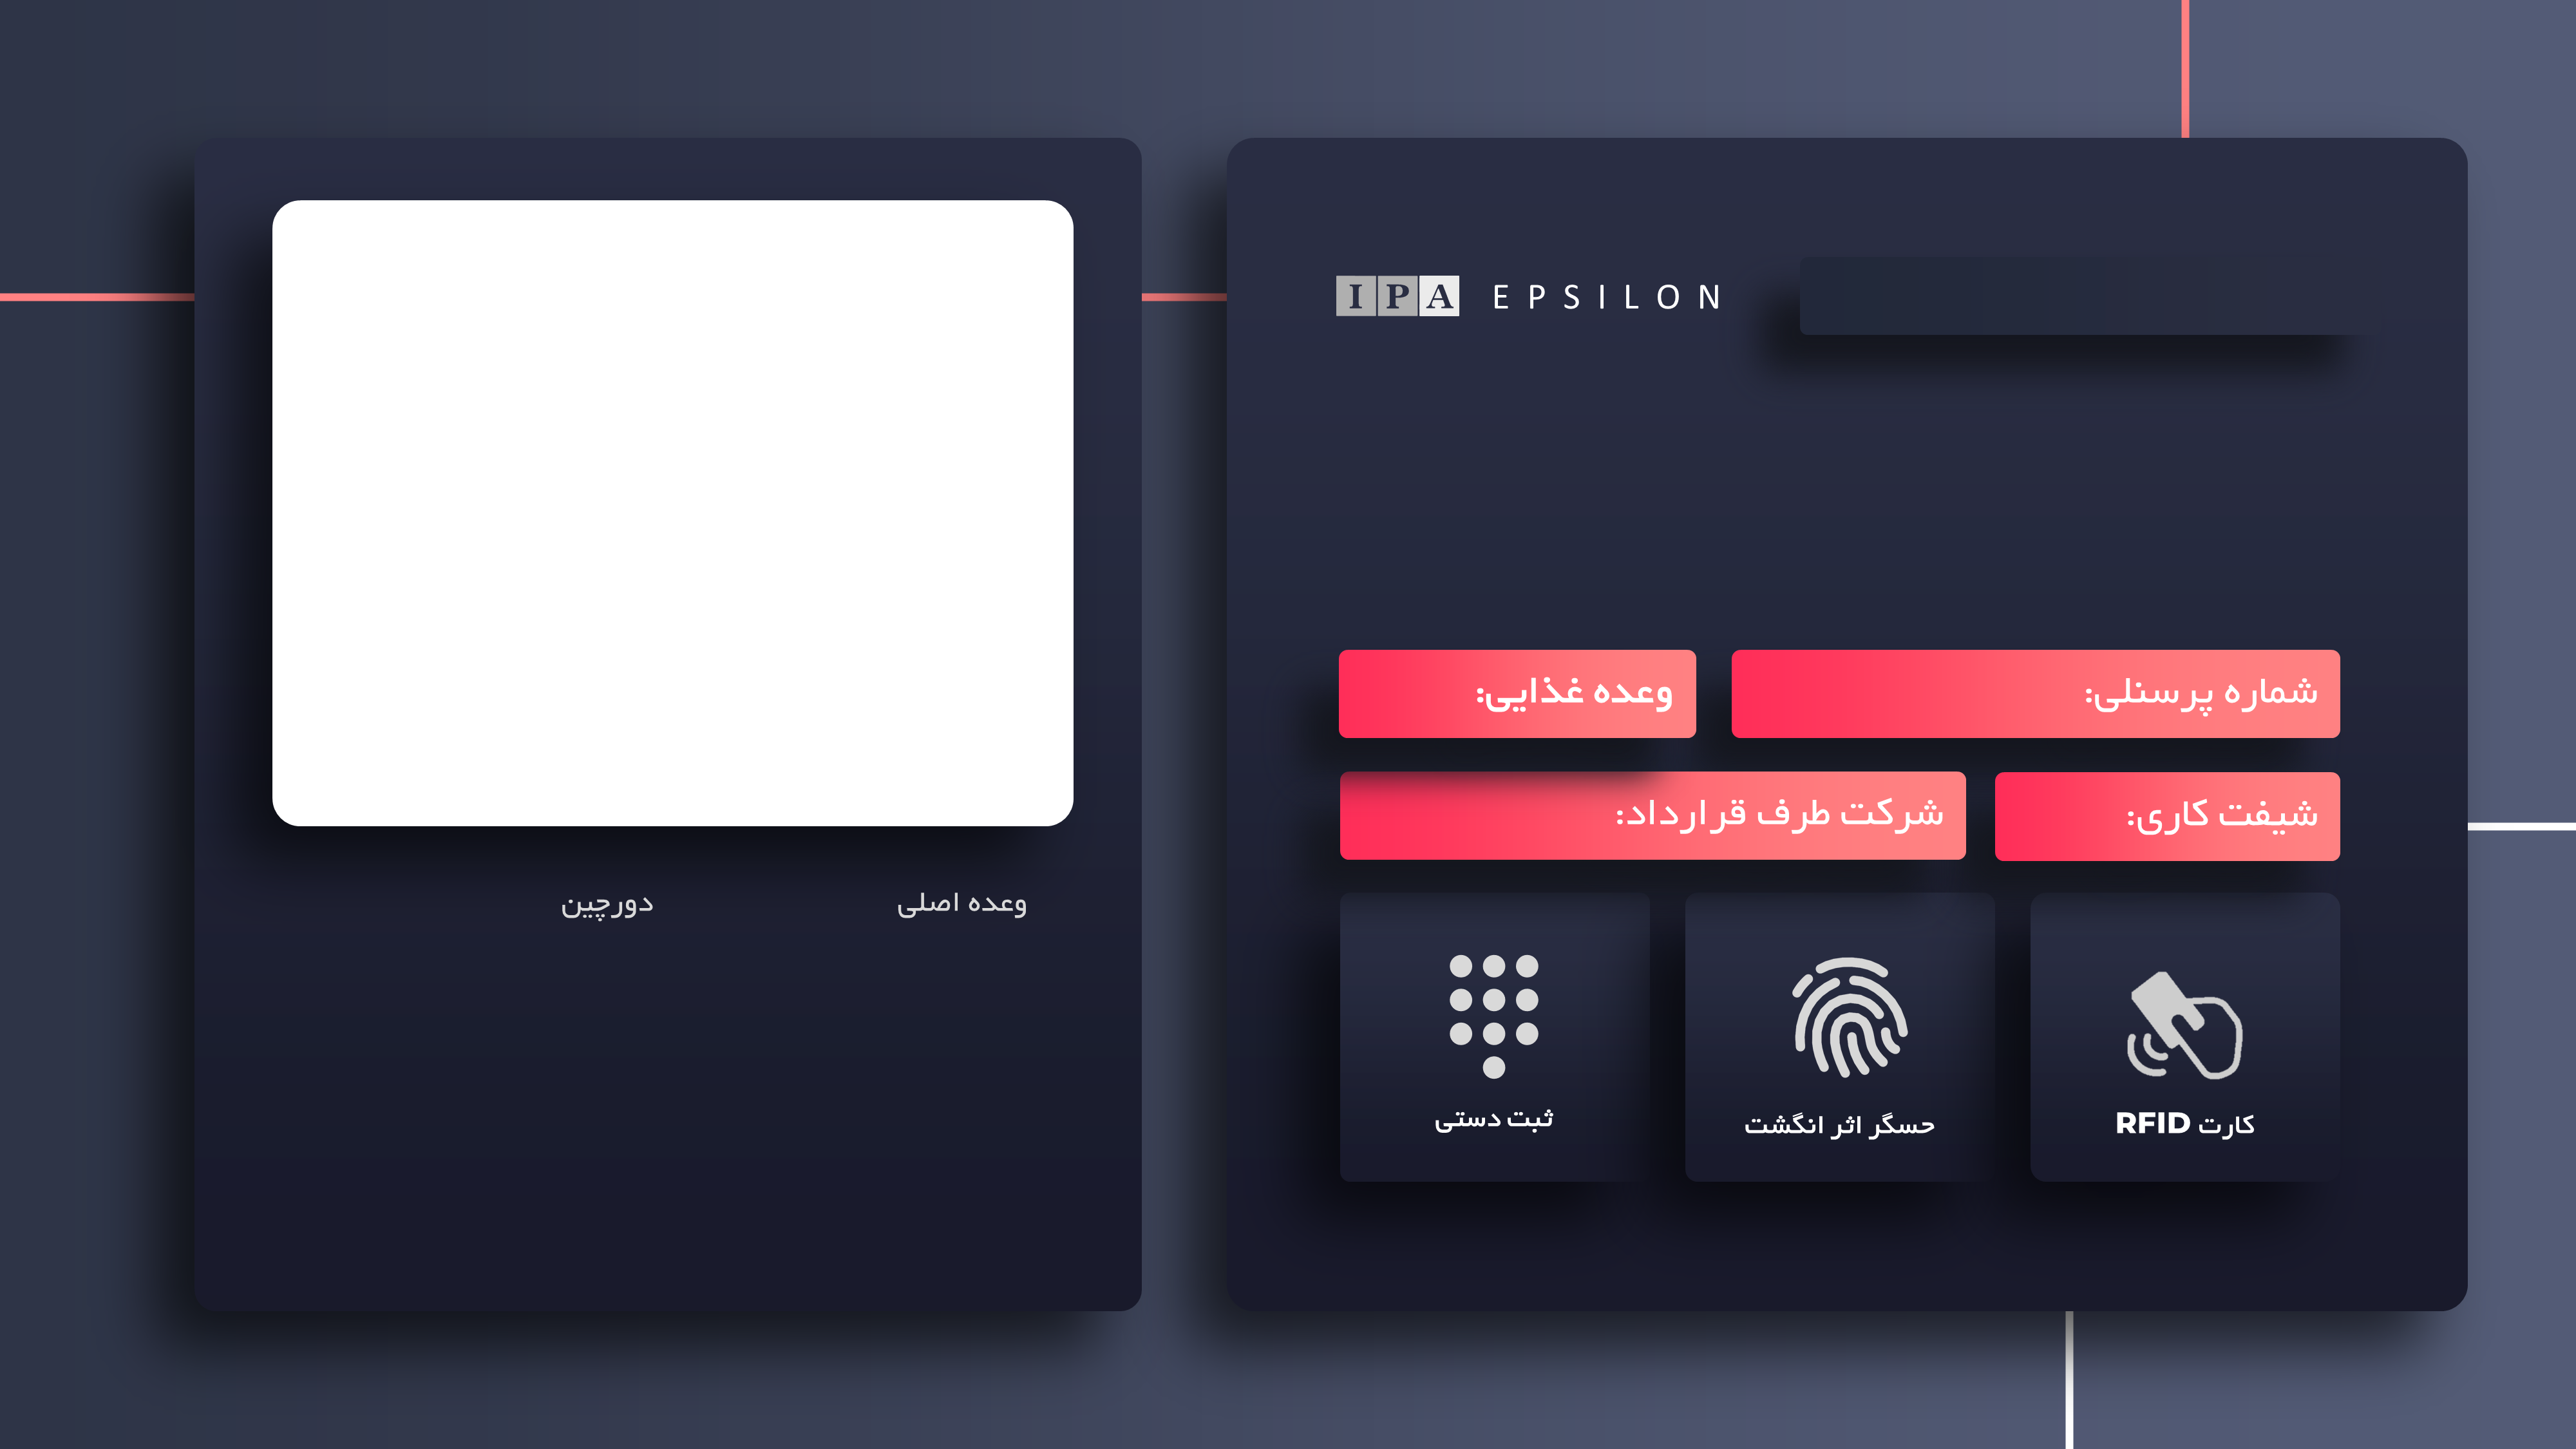 IPA EPSILON
شماره پرسنلی:
وعده غذایی:
شیفت کاری:
شرکت طرف قرارداد:
کارت RFID
حسگر اثر انگشت
ثبت دستی
وعده اصلی
دورچین